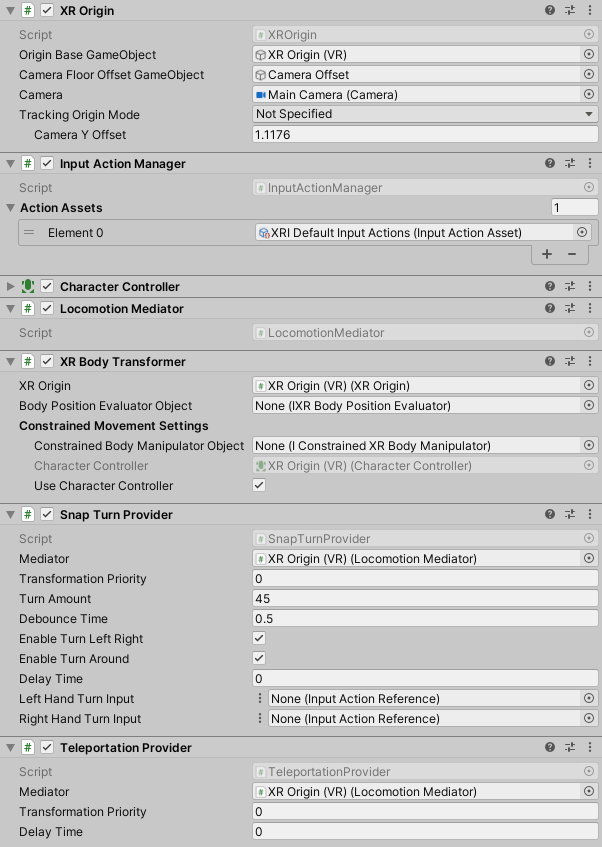 XR Origin
Script XROrigin
Origin Base GameObject XR Origin (VR)
Camera Floor Offset GameObject Camera Offset
Camera Main Camera (Camera)
Tracking Origin Mode Not Specified
Camera Y Offset 1.1176
Input Action Manager
Script InputActionManager
Action Assets 1
Element 0 XRI Default Input Actions (Input Action Asset)
Character Controller
Locomotion Mediator
Script LocomotionMediator
XR Body Transformer
XR Origin XR Origin (VR) (XR Origin)
Body Position Evaluator Object None (IXR Body Position Evaluator)
Constrained Movement Settings
Constrained Body Manipulator Object None (I Constrained XR Body Manipulator)
Character Controller XR Origin (VR) (Character Controller)
Use Character Controller
Snap Turn Provider
Script SnapTurnProvider
Mediator XR Origin (VR) (Locomotion Mediator)
Transformation Priority 0
Turn Amount 45
Debounce Time 0.5
Enable Turn Left Right
Enable Turn Around
Delay Time 0
Left Hand Turn Input None (Input Action Reference)
Right Hand Turn Input None (Input Action Reference)
Teleportation Provider
Script TeleportationProvider
Mediator XR Origin (VR) (Locomotion Mediator)
Transformation Priority 0
Delay Time 0